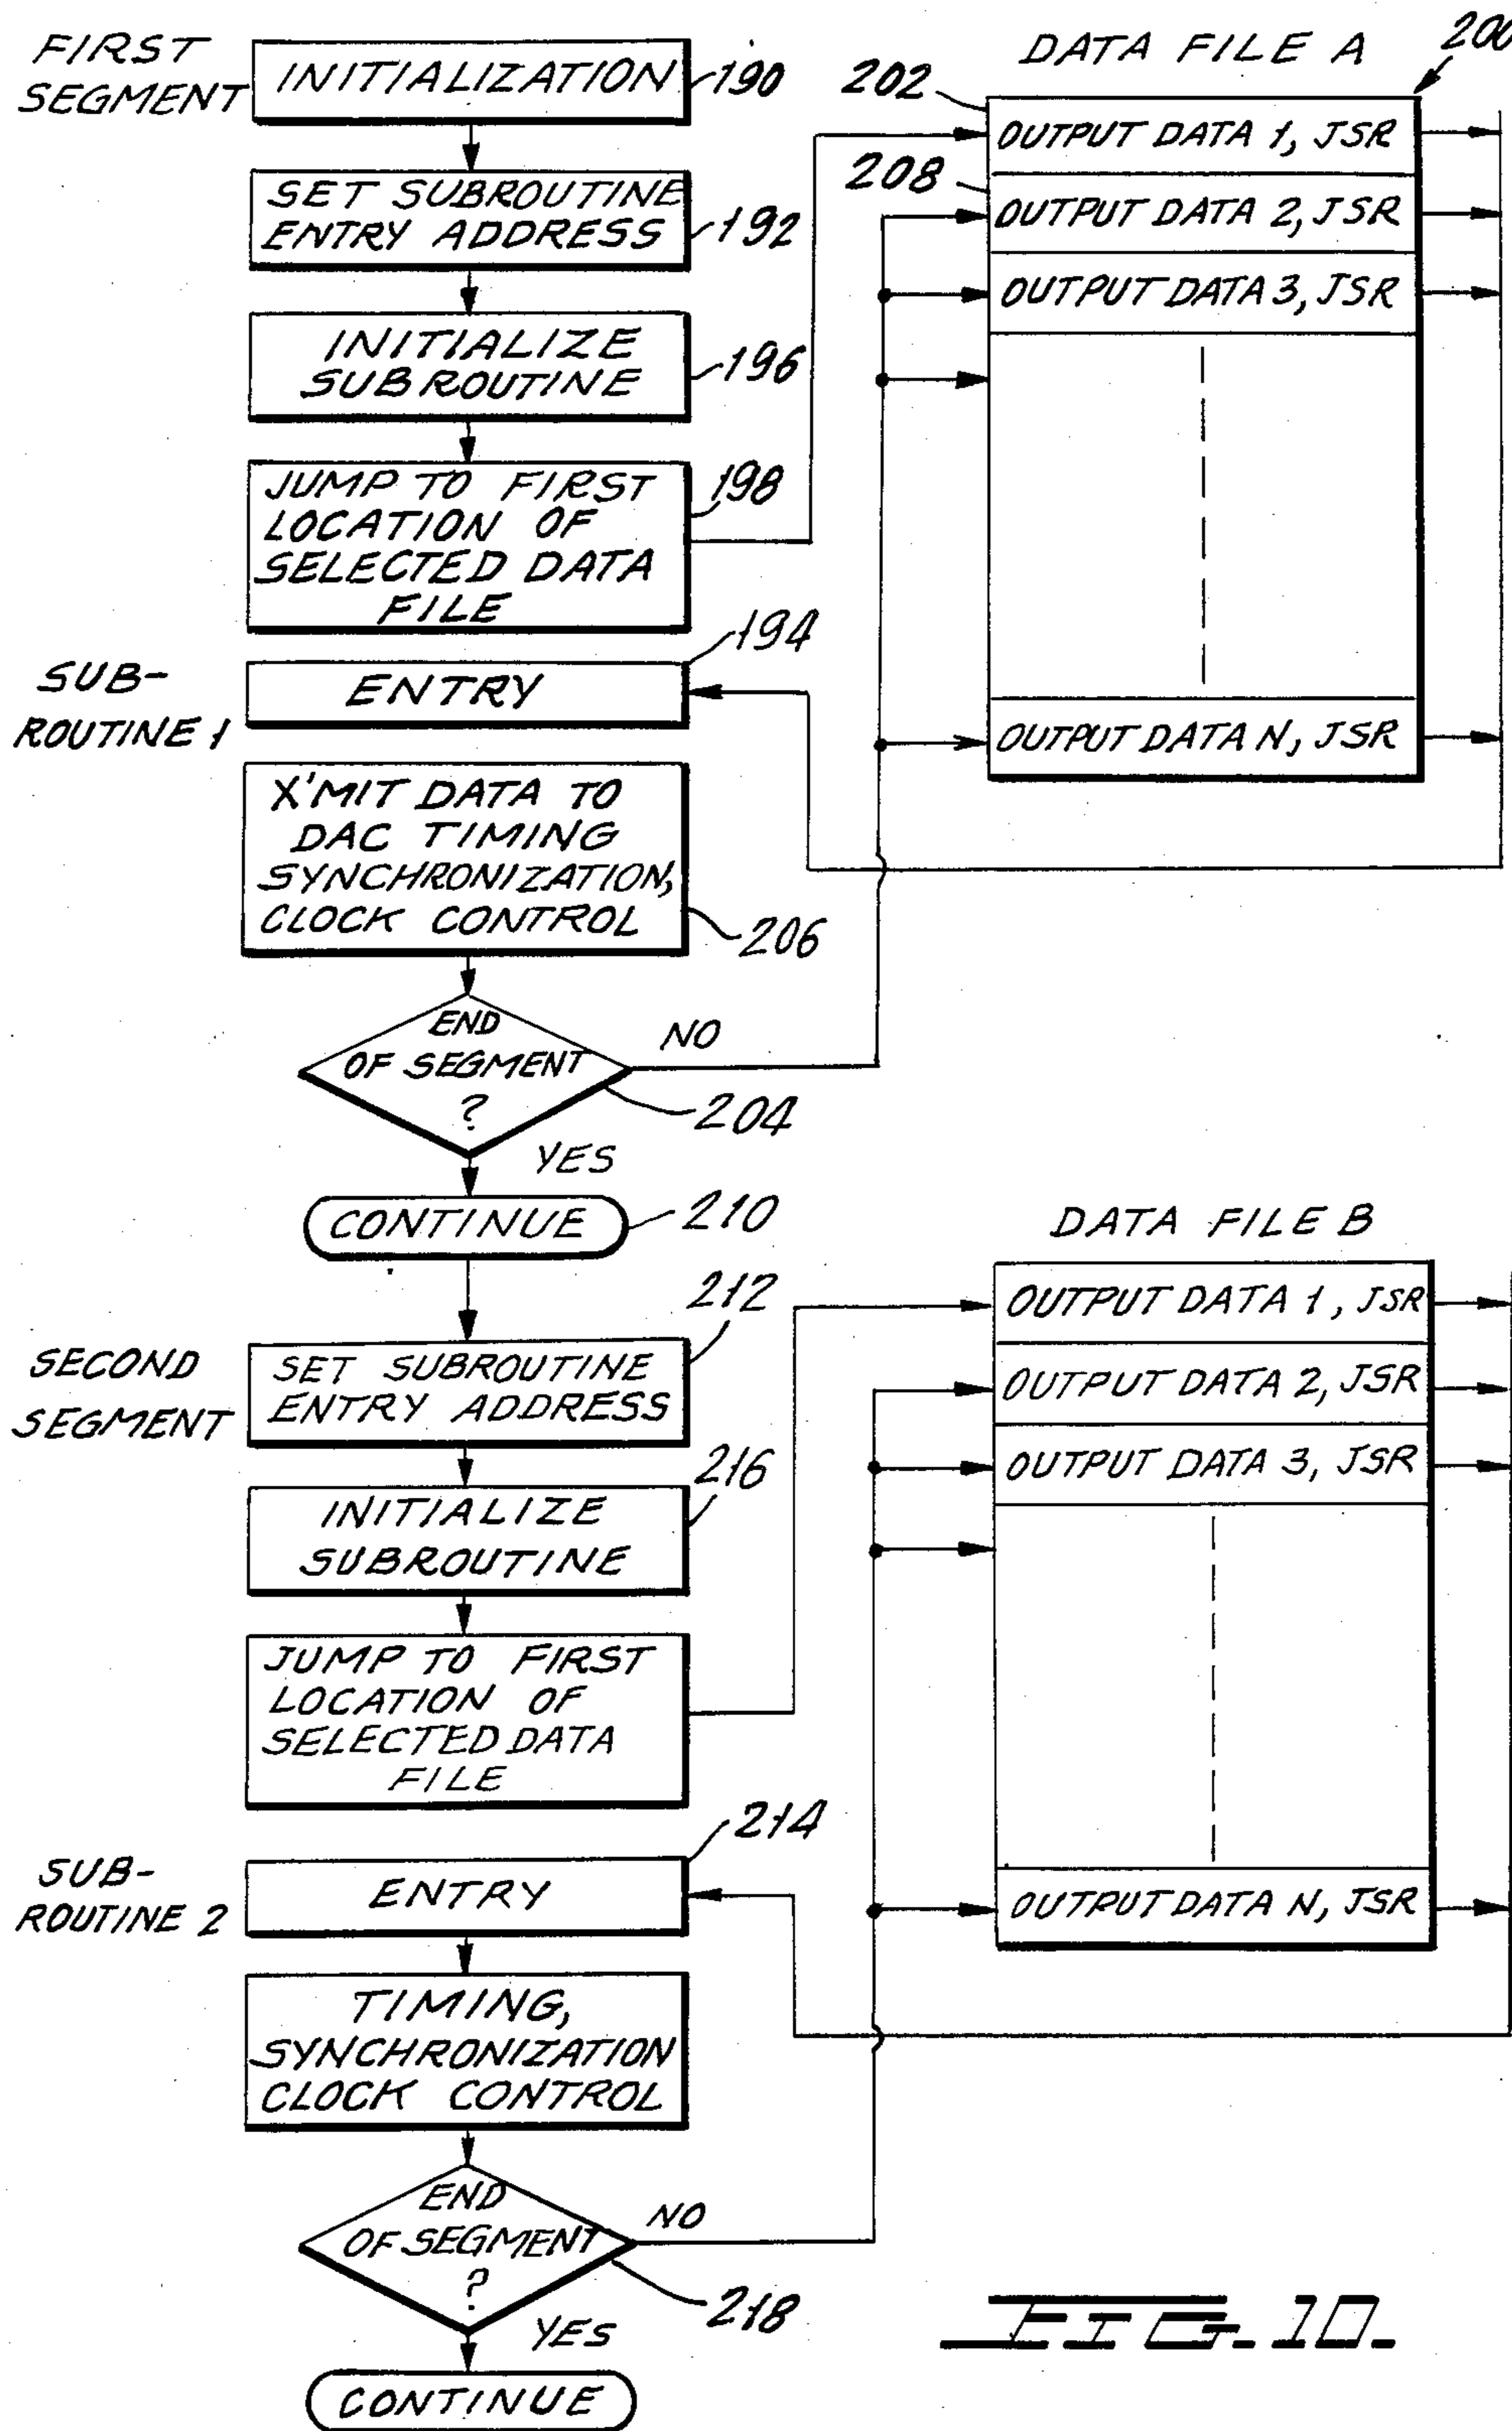 FIRST
SEGMENT
INITIALIZATION
190
SET SUBROUTINE
ENTRY ADDRESS
192
INITIALIZE
SUBROUTINE
196
JUMP TO FIRST
LOCATION OF
SELECTED DATA
FILE
198
DATA FILE A
200
202
OUTPUT DATA 1, JSR
208
OUTPUT DATA 2, JSR
OUTPUT DATA 3, JSR
OUTPUT DATA N, JSR
SUB-
ROUTINE 1
194
ENTRY
X'MIT DATA TO
DAC TIMING
SYNCHRONIZATION,
CLOCK CONTROL
206
END
OF SEGMENT
?
NO
204
YES
CONTINUE
210
SECOND
SEGMENT
212
SET SUBROUTINE
ENTRY ADDRESS
216
INITIALIZE
SUBROUTINE
JUMP TO FIRST
LOCATION OF
SELECTED DATA
FILE
DATA FILE B
OUTPUT DATA 1, JSR
OUTPUT DATA 2, JSR
OUTPUT DATA 3, JSR
OUTPUT DATA N, JSR
SUB-
ROUTINE 2
214
ENTRY
TIMING,
SYNCHRONIZATION
CLOCK CONTROL
END
OF SEGMENT
?
NO
218
YES
CONTINUE
FIG. 10.